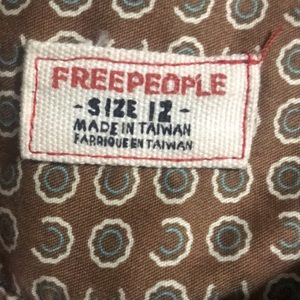 FREEPEOPLE
- SIZE 12 -
MADE IN TAIWAN
FABRIQUE EN TAIWAN